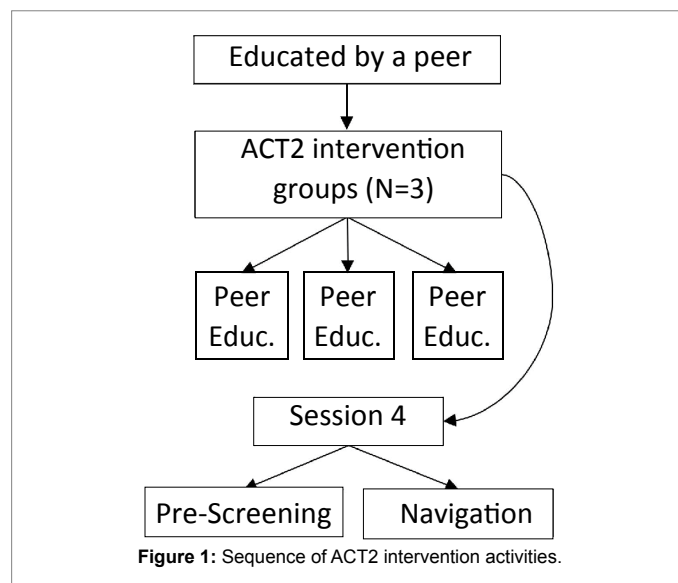 Educated by a peer
ACT2 intervention
groups (N=3)
Peer Peer Peer
Educ. Educ. Educ.
Session 4
Pre-Screening Navigation
Figure 1: Sequence of ACT2 intervention activities.